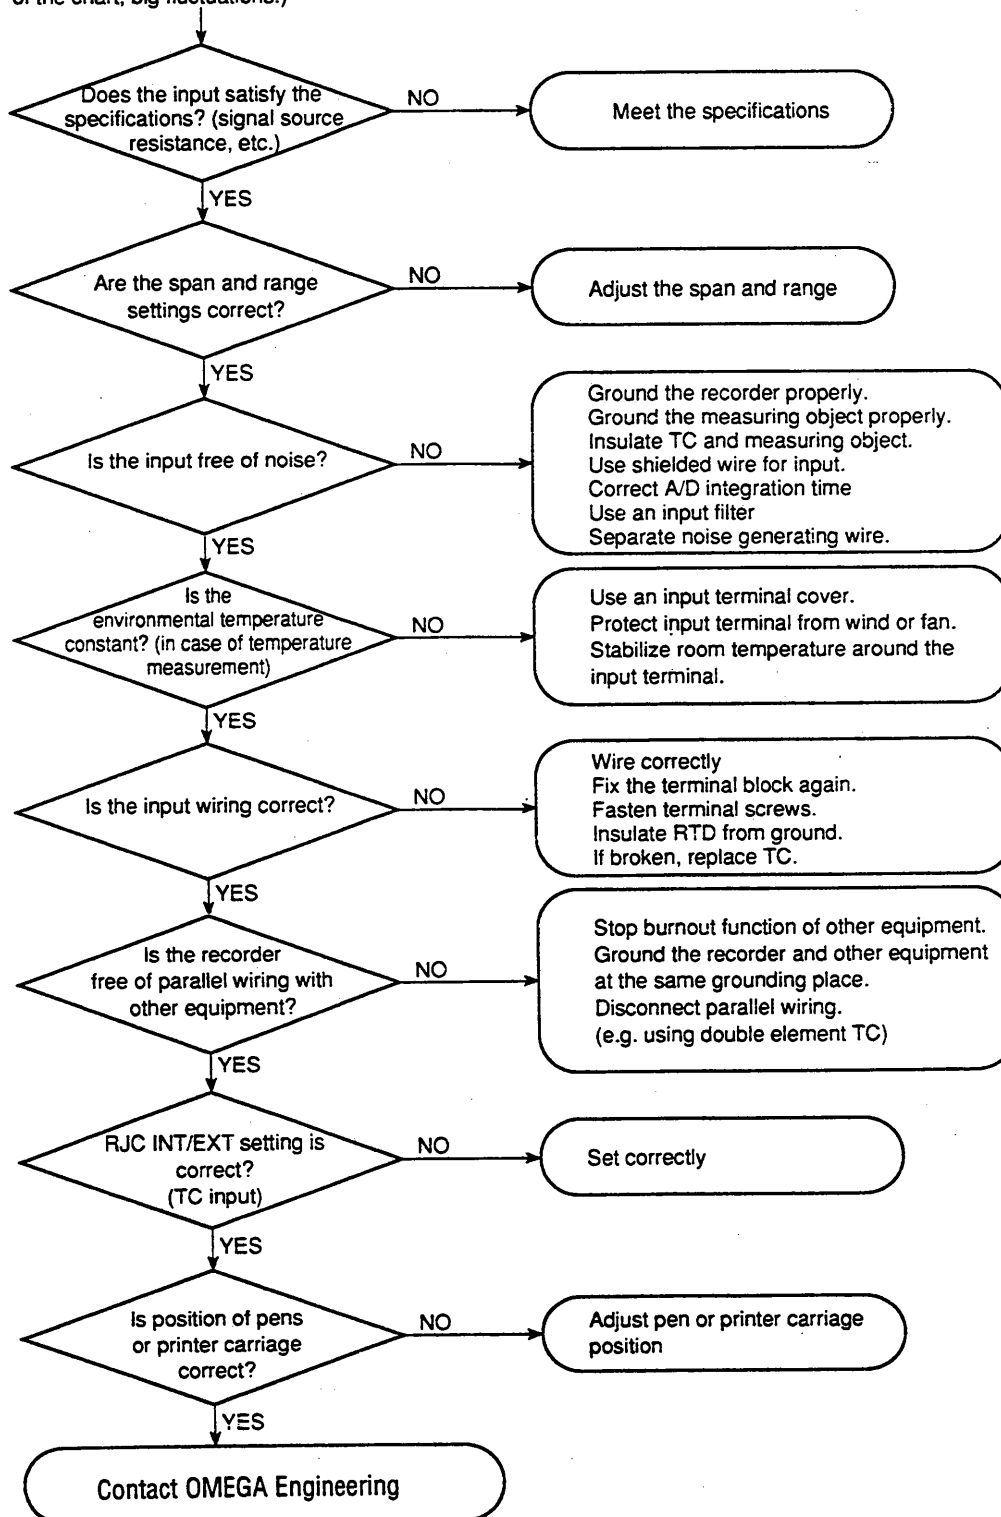 of the chart, big fluctuations.)
Does the input satisfy the
specifications? (signal source
resistance, etc.)
NO
Meet the specifications
YES
Are the span and range
settings correct?
NO
Adjust the span and range
YES
Is the input free of noise?
NO
Ground the recorder properly.
Ground the measuring object properly.
Insulate TC and measuring object.
Use shielded wire for input.
Correct A/D integration time
Use an input filter
Separate noise generating wire.
YES
Is the
environmental temperature
constant? (in case of temperature
measurement)
NO
Use an input terminal cover.
Protect input terminal from wind or fan.
Stabilize room temperature around the
input terminal.
YES
Is the input wiring correct?
NO
Wire correctly
Fix the terminal block again.
Fasten terminal screws.
Insulate RTD from ground.
If broken, replace TC.
YES
Is the recorder
free of parallel wiring with
other equipment?
NO
Stop burnout function of other equipment.
Ground the recorder and other equipment
at the same grounding place.
Disconnect parallel wiring.
(e.g. using double element TC)
YES
RJC INT/EXT setting is
correct?
(TC input)
NO
Set correctly
YES
Is position of pens
or printer carriage
correct?
NO
Adjust pen or printer carriage
position
YES
Contact OMEGA Engineering